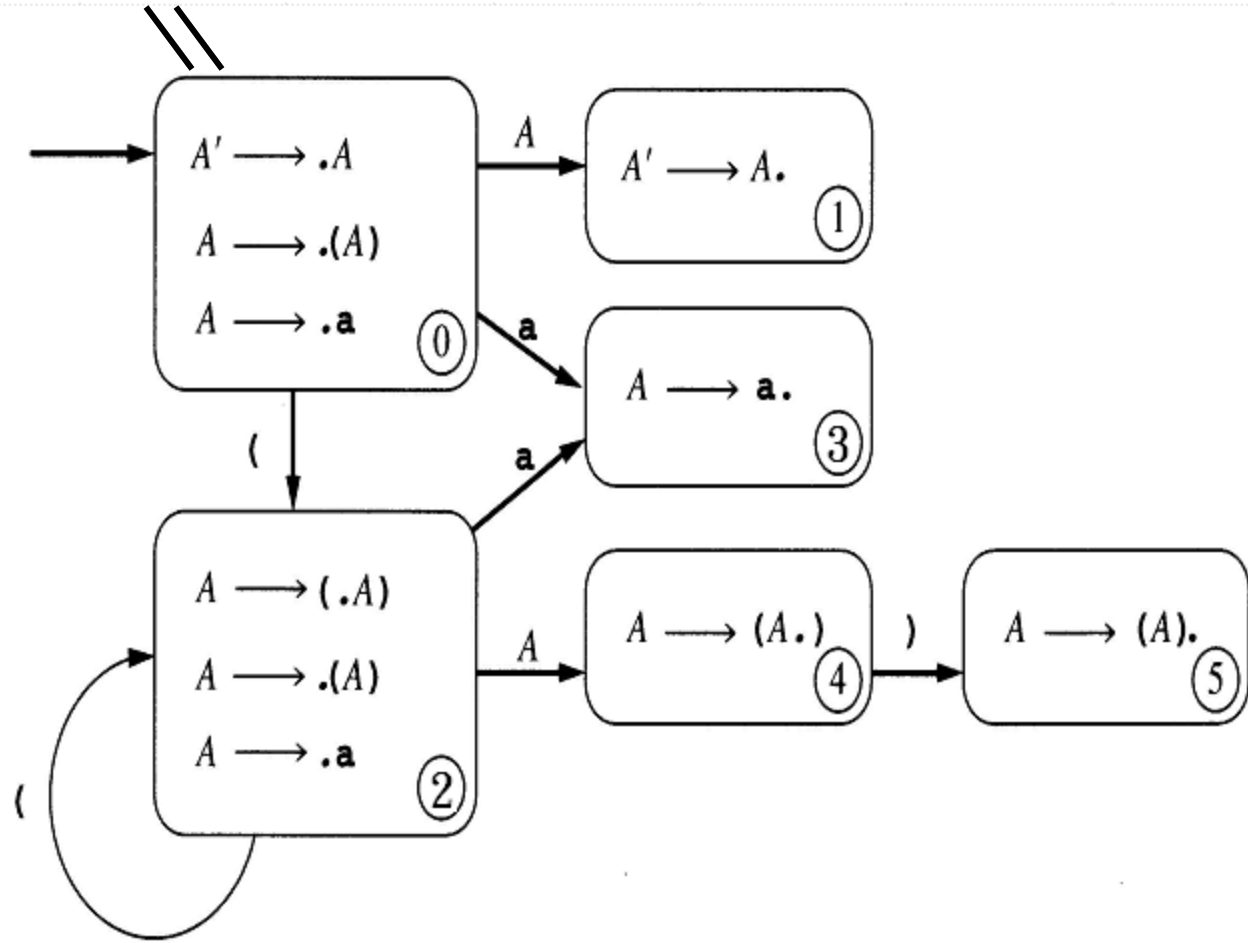 A' ⟶ .A
A ⟶ .(A)
A ⟶ .a
0
A
A' ⟶ A.
1
a
A ⟶ a.
3
(
a
A ⟶ (.A)
A ⟶ .(A)
A ⟶ .a
2
(
A
A ⟶ (A.)
4
)
A ⟶ (A).
5